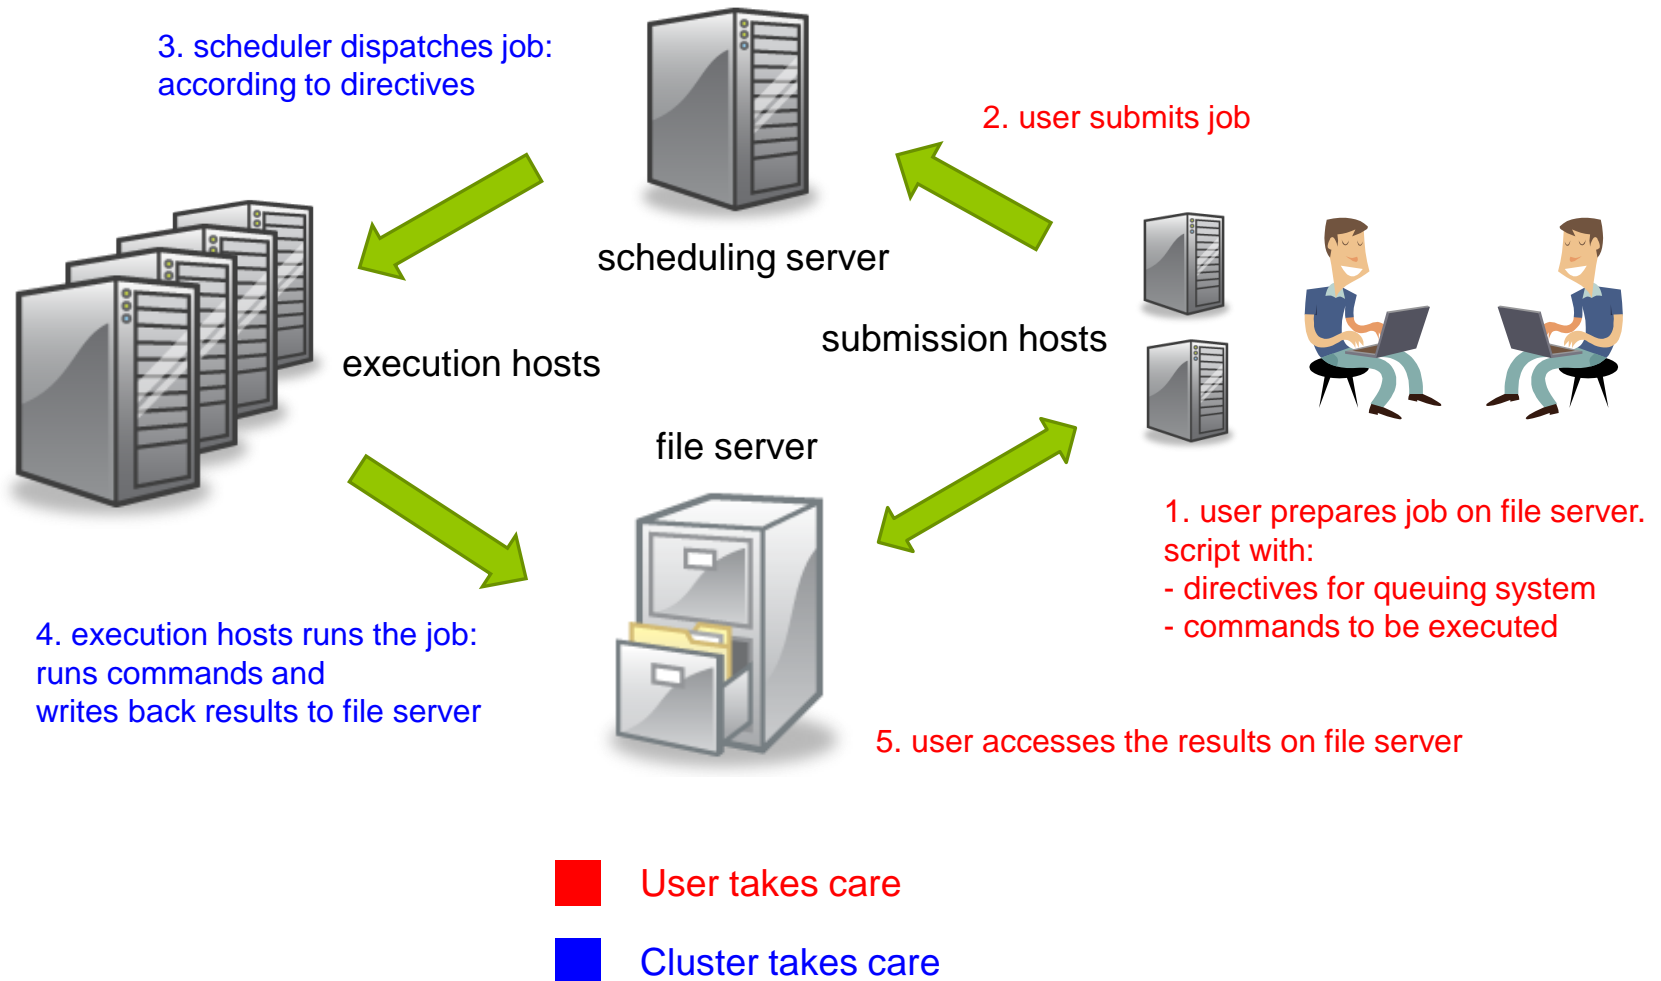 3. scheduler dispatches job:
according to directives
2. user submits job
scheduling server
submission hosts
execution hosts
file server
1. user prepares job on file server.
script with:
- directives for queuing system
- commands to be executed
4. execution hosts runs the job:
runs commands and
writes back results to file server
5. user accesses the results on file server
User takes care
Cluster takes care